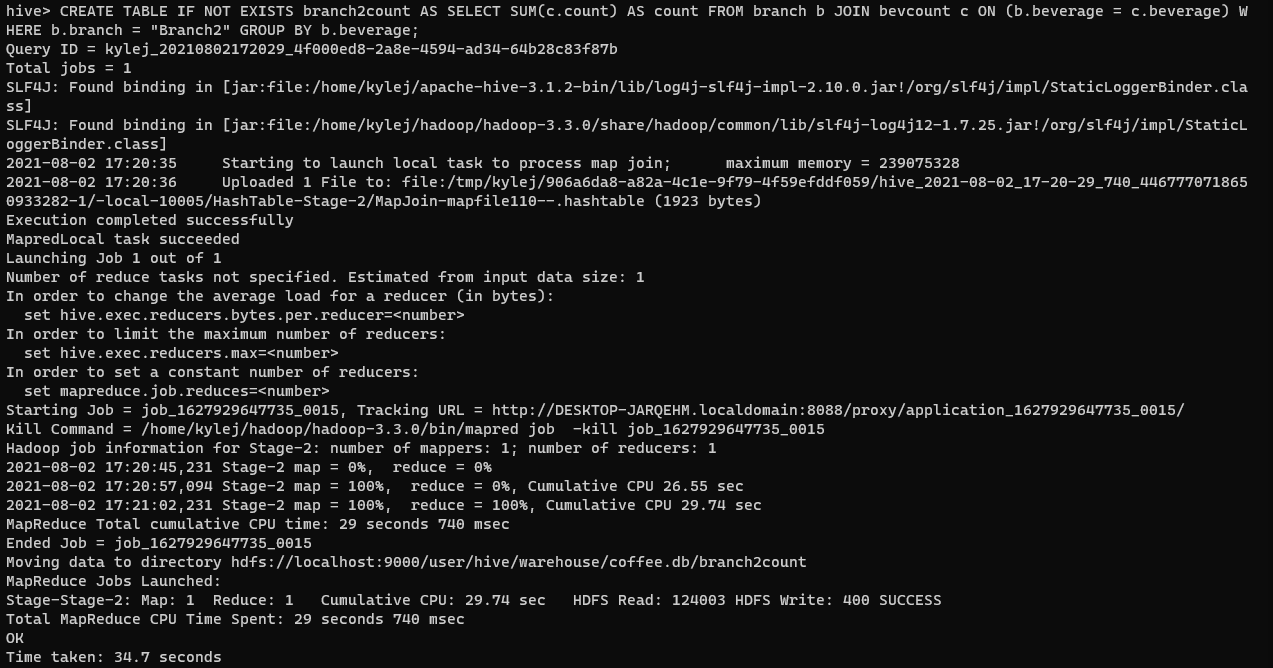 hive> CREATE TABLE IF NOT EXISTS branch2count AS SELECT SUM(c.count) AS count FROM branch b JOIN bevcount c ON (b.beverage = c.beverage) W
HERE b.branch = "Branch2" GROUP BY b.beverage;
Query ID = kylej_20210802172029_4f000ed8-2a8e-4594-ad34-64b28c83f87b
Total jobs = 1
SLF4J: Found binding in [jar:file:/home/kylej/apache-hive-3.1.2-bin/lib/log4j-slf4j-impl-2.10.0.jar!/org/slf4j/impl/StaticLoggerBinder.cla
ss]
SLF4J: Found binding in [jar:file:/home/kylej/hadoop/hadoop-3.3.0/share/hadoop/common/lib/slf4j-log4j12-1.7.25.jar!/org/slf4j/impl/StaticL
oggerBinder.class]
2021-08-02 17:20:35     Starting to launch local task to process map join;      maximum memory = 239075328
2021-08-02 17:20:36     Uploaded 1 File to: file:/tmp/kylej/906a6da8-a82a-4c1e-9f79-4f59efddf059/hive_2021-08-02_17-20-29_740_446777071865
0933282-1/-local-10005/HashTable-Stage-2/MapJoin-mapfile110--.hashtable (1923 bytes)
Execution completed successfully
MapredLocal task succeeded
Launching Job 1 out of 1
Number of reduce tasks not specified. Estimated from input data size: 1
In order to change the average load for a reducer (in bytes):
  set hive.exec.reducers.bytes.per.reducer=<number>
In order to limit the maximum number of reducers:
  set hive.exec.reducers.max=<number>
In order to set a constant number of reducers:
  set mapreduce.job.reduces=<number>
Starting Job = job_1627929647735_0015, Tracking URL = http://DESKTOP-JARQEHM.localdomain:8088/proxy/application_1627929647735_0015/
Kill Command = /home/kylej/hadoop/hadoop-3.3.0/bin/mapred job  -kill job_1627929647735_0015
Hadoop job information for Stage-2: number of mappers: 1; number of reducers: 1
2021-08-02 17:20:45,231 Stage-2 map = 0%,  reduce = 0%
2021-08-02 17:20:57,094 Stage-2 map = 100%,  reduce = 0%, Cumulative CPU 26.55 sec
2021-08-02 17:21:02,231 Stage-2 map = 100%,  reduce = 100%, Cumulative CPU 29.74 sec
MapReduce Total cumulative CPU time: 29 seconds 740 msec
Ended Job = job_1627929647735_0015
Moving data to directory hdfs://localhost:9000/user/hive/warehouse/coffee.db/branch2count
MapReduce Jobs Launched:
Stage-Stage-2: Map: 1  Reduce: 1   Cumulative CPU: 29.74 sec   HDFS Read: 124003 HDFS Write: 400 SUCCESS
Total MapReduce CPU Time Spent: 29 seconds 740 msec
OK
Time taken: 34.7 seconds